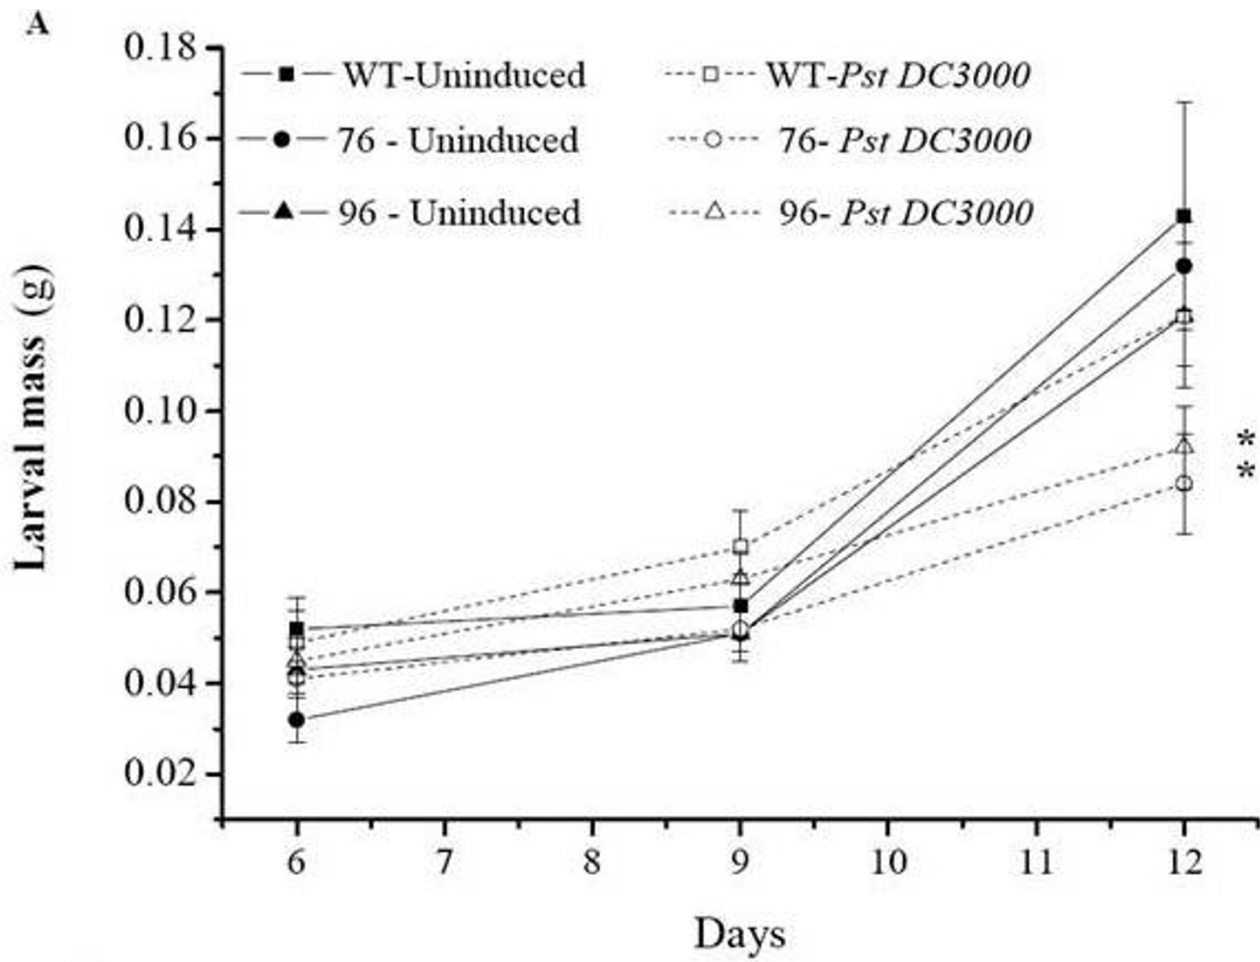 A
0.18
0.16
0.14
0.12
0.10
0.08
0.06
0.04
0.02
Larval mass (g)
WT-Uninduced
76 - Uninduced
96 - Uninduced
WT-Pst DC3000
76- Pst DC3000
96- Pst DC3000
*
*
6 7 8 9 10 11 12
Days